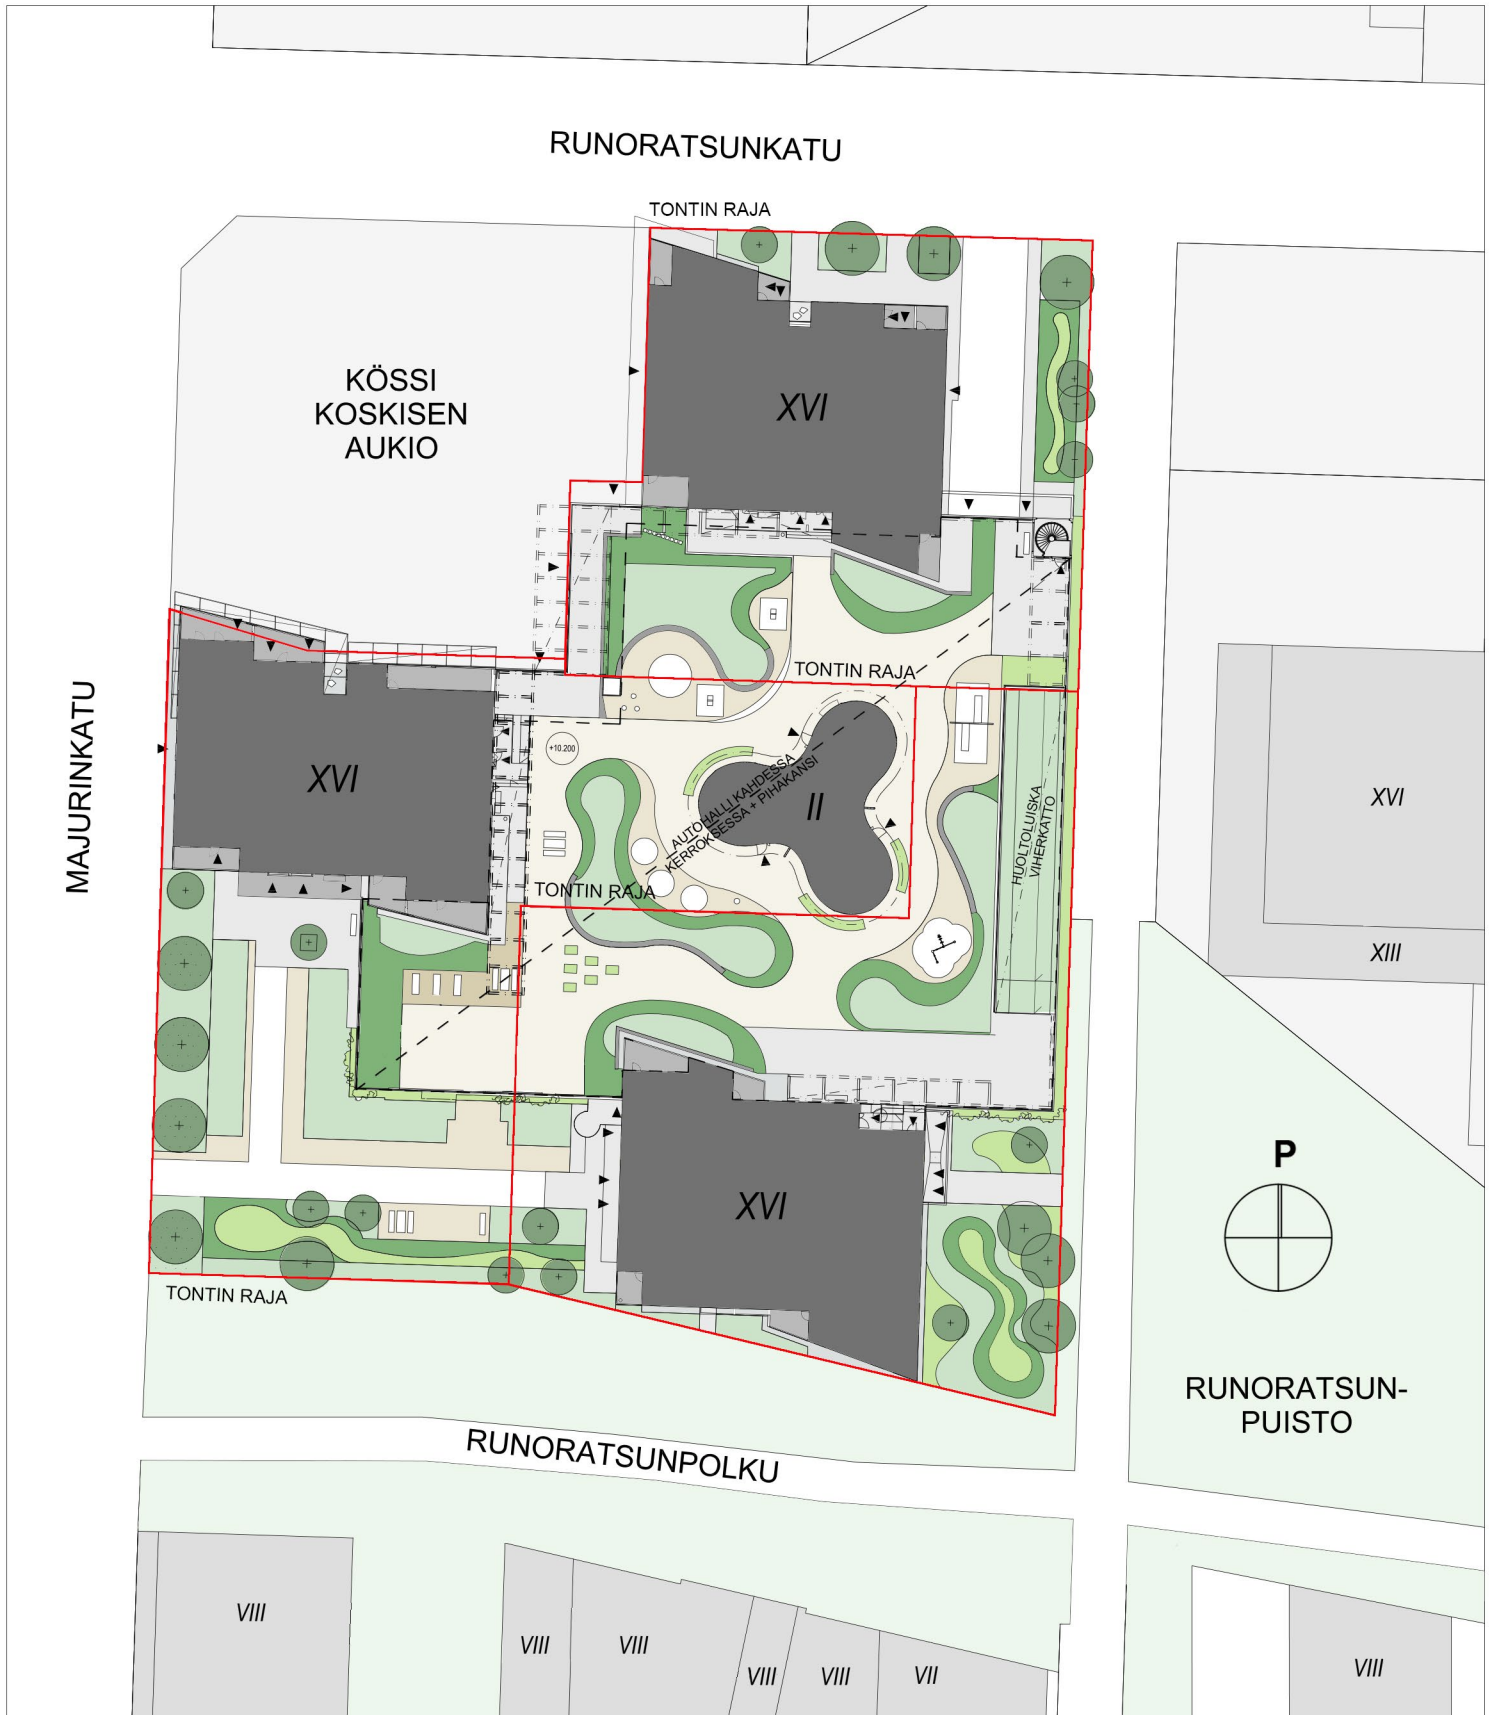 RUNORATSUNKATU
TONTIN RAJA
KÖSSI
KOSKISEN
AUKIO
XVI
MAJURINKATU
XVI
TONTIN RAJA
+10.200
AUTOHALLI KAHDESSA
KERROKSESSA + PIHAKANSI
II
HUOLTOLUISKA
VIHERKATTO
XVI
XIII
TONTIN RAJA
P
XVI
TONTIN RAJA
RUNORATSUN-
PUISTO
RUNORATSUNPOLKU
VIII
VIII
VIII
VIII
VIII
VII
VIII